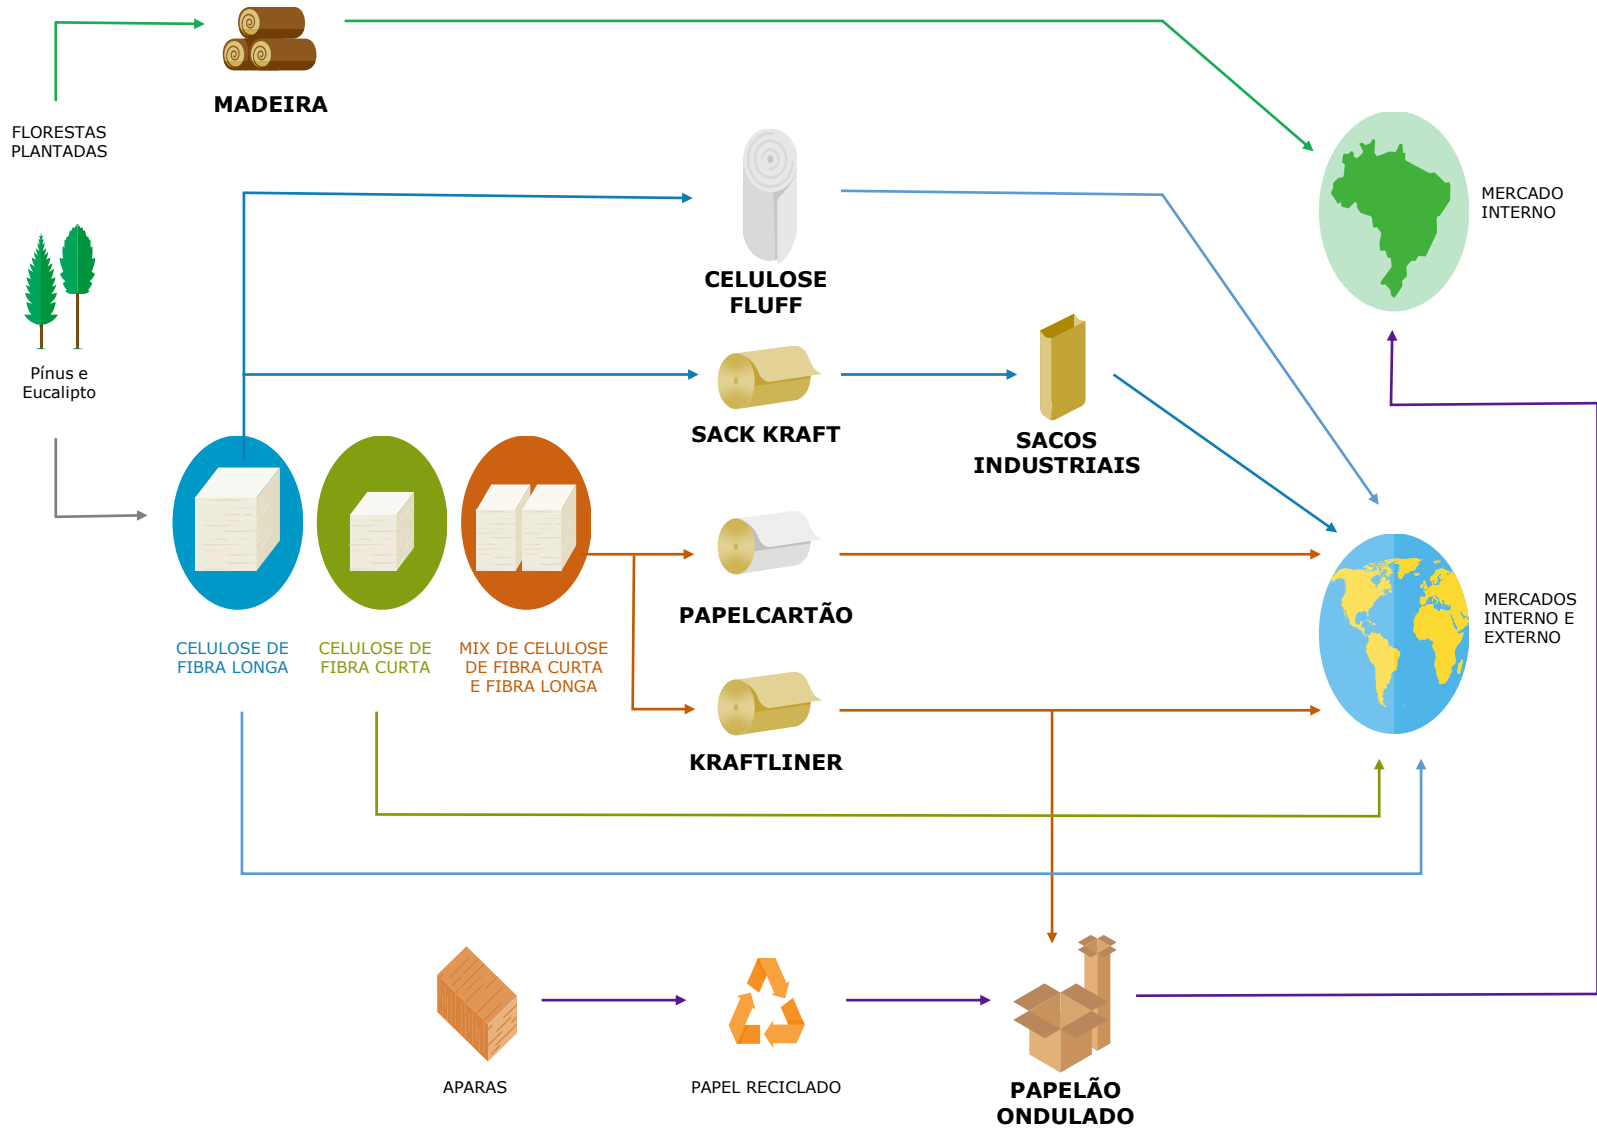 MADEIRA
FLORESTAS
PLANTADAS
MERCADO
INTERNO
CELULOSE
FLUFF
Pínus e
Eucalipto
SACK KRAFT
SACOS
INDUSTRIAIS
PAPELCARTÃO
MERCADOS
INTERNO E
EXTERNO
CELULOSE DE
FIBRA LONGA
CELULOSE DE
FIBRA CURTA
MIX DE CELULOSE
DE FIBRA CURTA
E FIBRA LONGA
KRAFTLINER
APARAS
PAPEL RECICLADO
PAPELÃO
ONDULADO